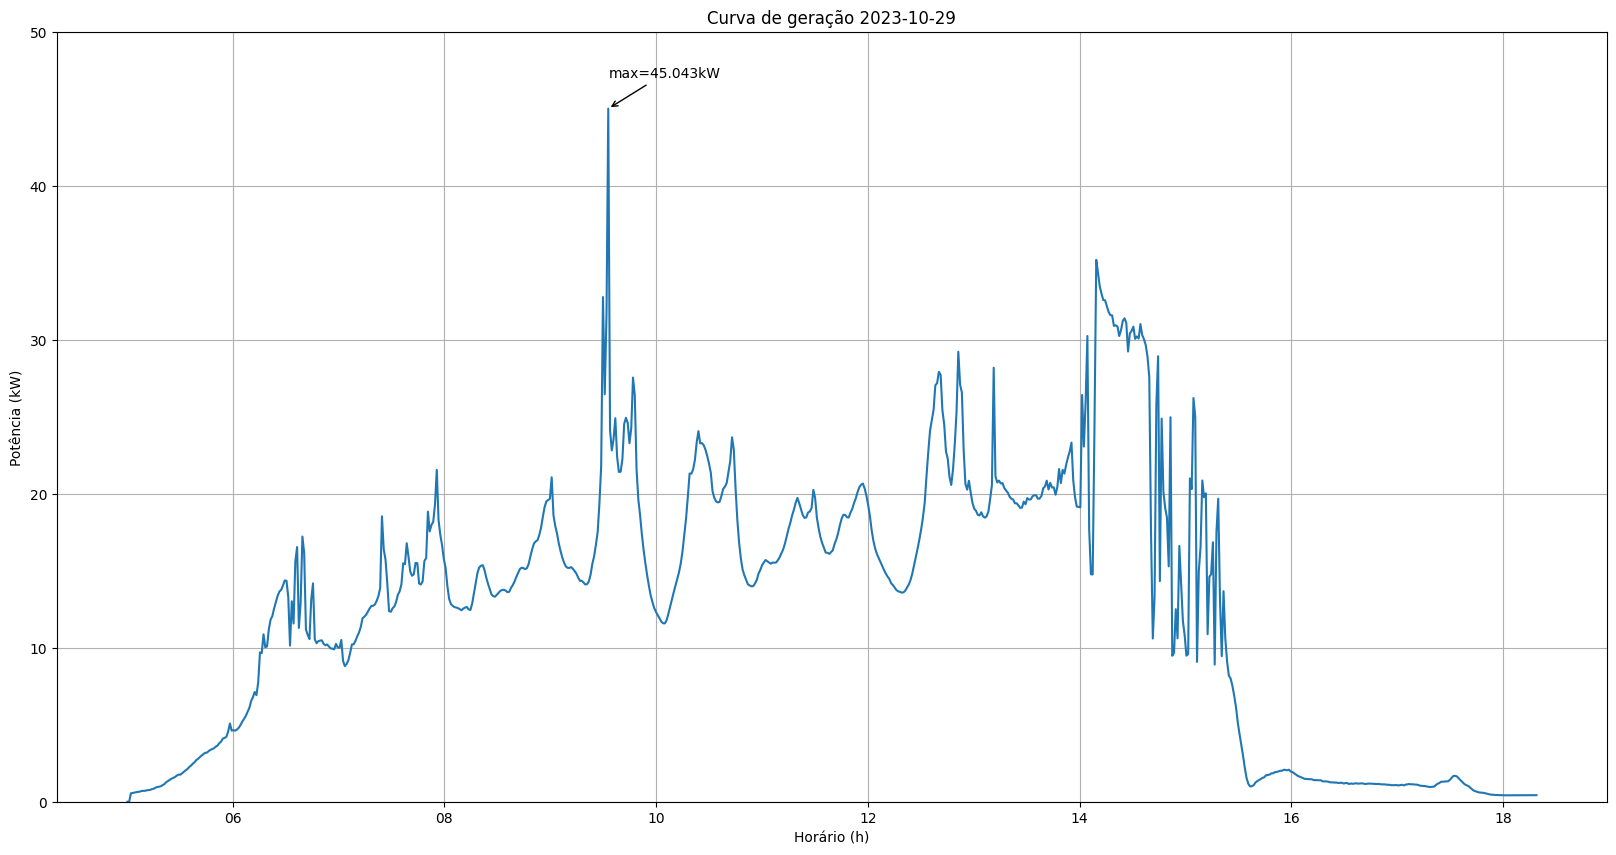 Curva de geração 2023-10-29
max=45.043kW
50
40
30
20
10
0
Potência (kW)
06 08 10 12 14 16 18
Horário (h)